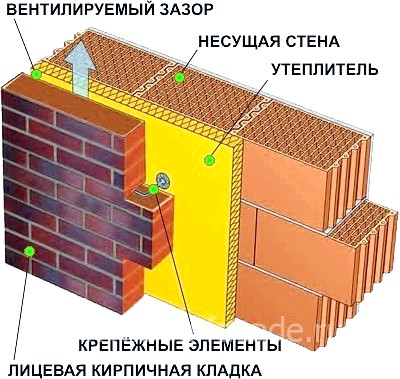 ВЕНТИЛИРУЕМЫЙ ЗАЗОР
НЕСУЩАЯ СТЕНА
УТЕПЛИТЕЛЬ
КРЕПЁЖНЫЕ ЭЛЕМЕНТЫ
ЛИЦЕВАЯ КИРПИЧНАЯ КЛАДКА